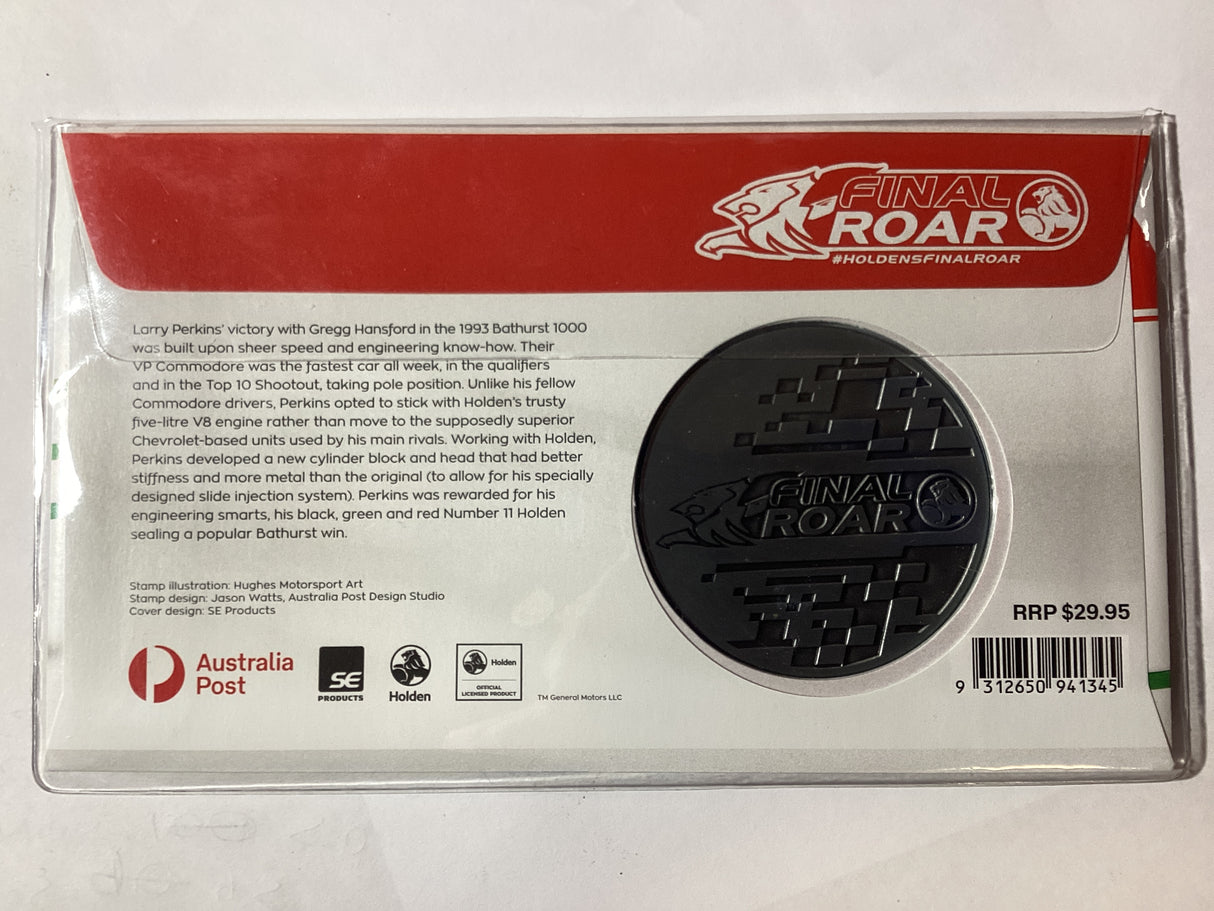 FINAL
ROAR
#HOLDENSFINALROAR
Larry Perkins' victory with Gregg Hansford in the 1993 Bathurst 1000
was built upon sheer speed and engineering know-how. Their
VP Commodore was the fastest car all week, in the qualifiers
and in the Top 10 Shootout, taking pole position. Unlike his fellow
Commodore drivers, Perkins opted to stick with Holden's trusty
five-litre V8 engine rather than move to the supposedly superior
Chevrolet-based units used by his main rivals. Working with Holden,
Perkins developed a new cylinder block and head that had better
stiffness and more metal than the original (to allow for his specially
designed slide injection system). Perkins was rewarded for his
engineering smarts, his black, green and red Number 11 Holden
sealing a popular Bathurst win.
FINAL
ROAR
Stamp illustration: Hughes Motorsport Art
Stamp design: Jason Watts, Australia Post Design Studio
Cover design: SE Products
RRP $29.95
Australia
Post
SE
PRODUCTS
Holden
Holden
OFFICIAL
LICENSED PRODUCT
TM General Motors LLC
9 312650 941345